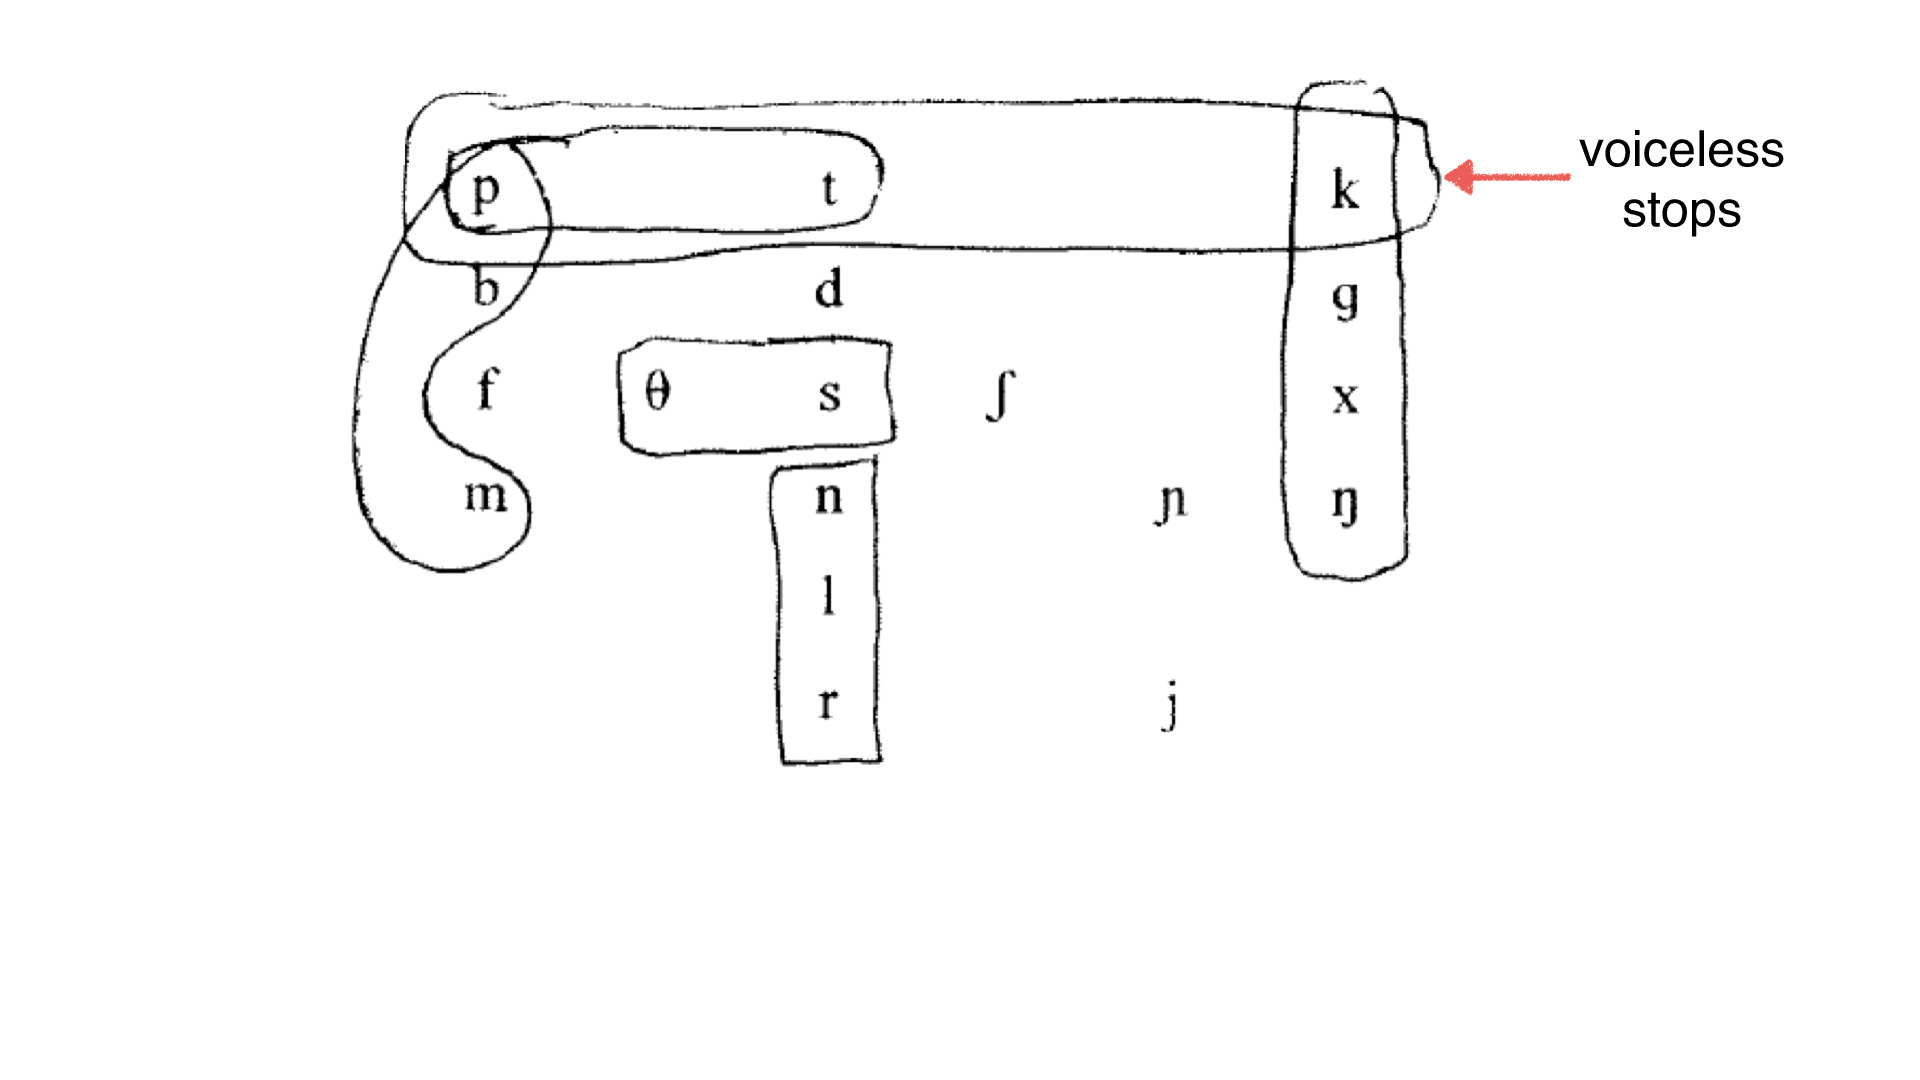 p t k
voiceless
stops
b d g
f θ s ʃ x
m n ɲ ŋ
l
r j